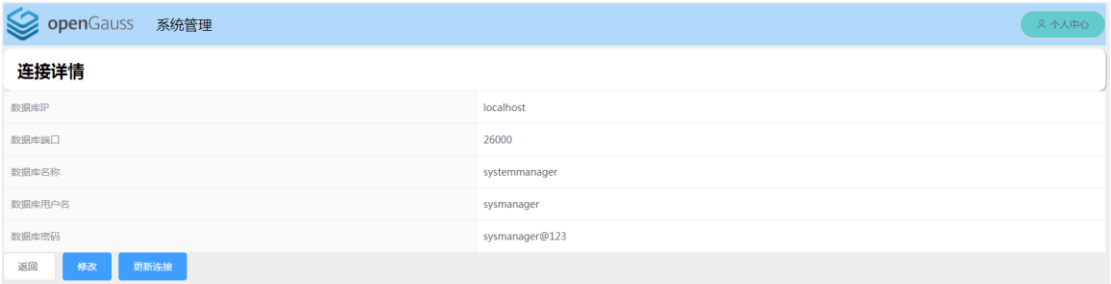 openGauss 系统管理 个人中心
连接详情
数据库IP localhost
数据库端口 26000
数据库名称 systemmanager
数据库用户名 sysmanager
数据库密码 sysmanager@123
返回 修改 更新连接